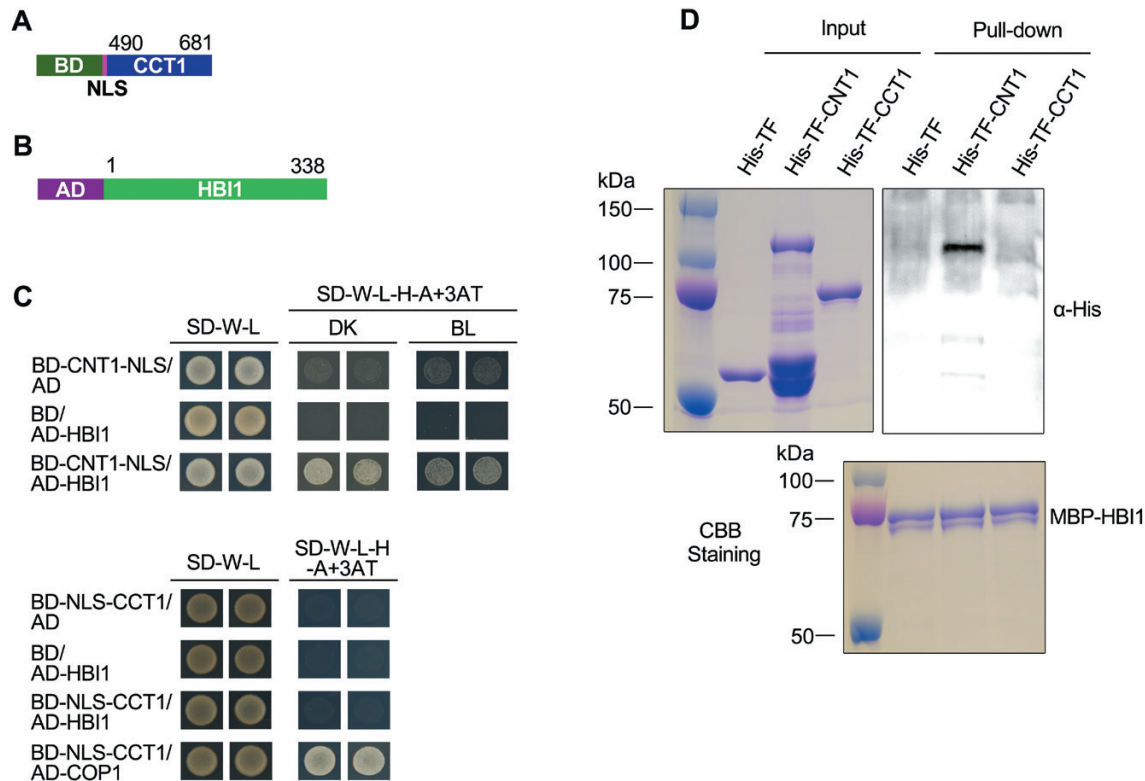 A
490 681
BD CCT1
NLS
B
1 338
AD HBI1
C
SD-W-L-H-A+3AT
SD-W-L DK BL
BD-CNT1-NLS/
AD
BD/
AD-HBI1
BD-CNT1-NLS/
AD-HBI1
SD-W-L SD-W-L-H
-A+3AT
BD-NLS-CCT1/
AD
BD/
AD-HBI1
BD-NLS-CCT1/
AD-HBI1
BD-NLS-CCT1/
AD-COP1
D
Input Pull-down
His-TF His-TF-CNT1 His-TF-CCT1 His-TF His-TF-CNT1 His-TF-CCT1
kDa
150
100
75
50
α-His
kDa
100
75
50
CBB
Staining
MBP-HBI1